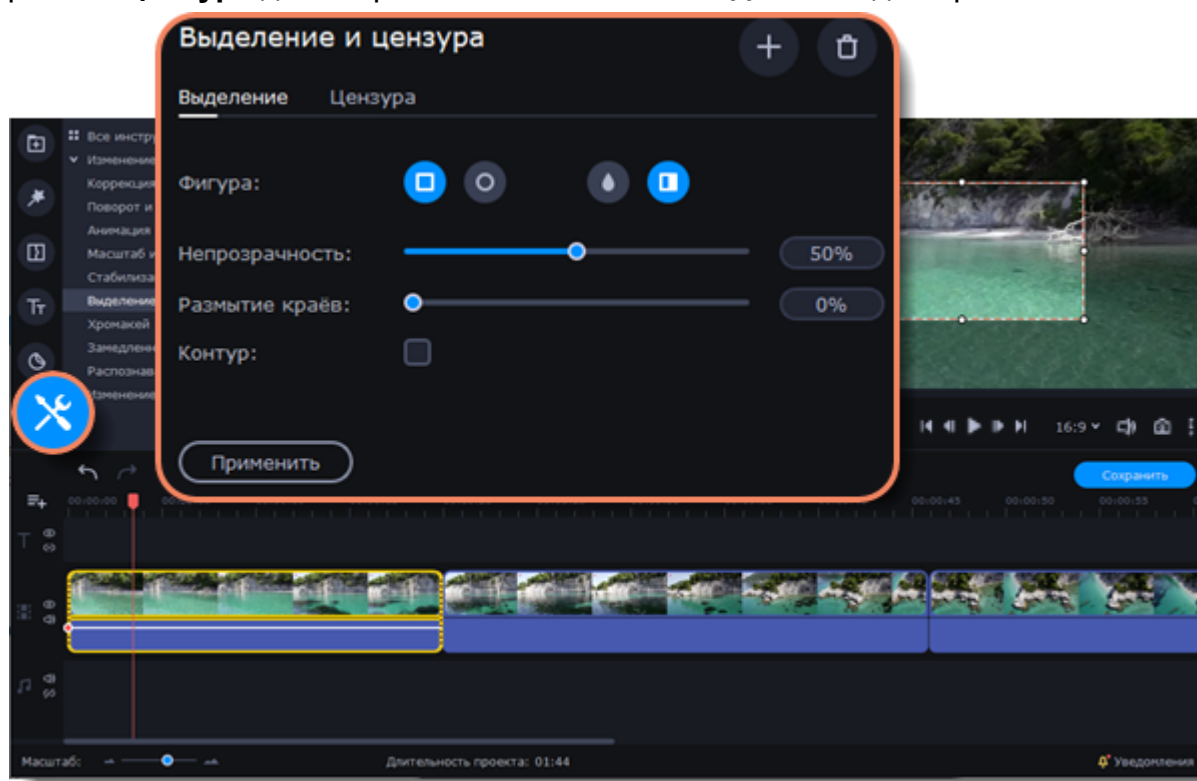 Выделение и цензура
Выделение Цензура
Фигура:
Непрозрачность: 50%
Размытие краёв: 0%
Контур:
Применить
Все инстру
Изменение
Коррекция
Поворот и
Анимация
Масштаб и
Стабилиза
Выделение
Хромакей
Замедлен
Распознав
Изменение
16:9
Сохранить
00:00:00
00:00:45 00:00:50 00:00:55
Масштаб:
Длительность проекта: 01:44
Уведомления